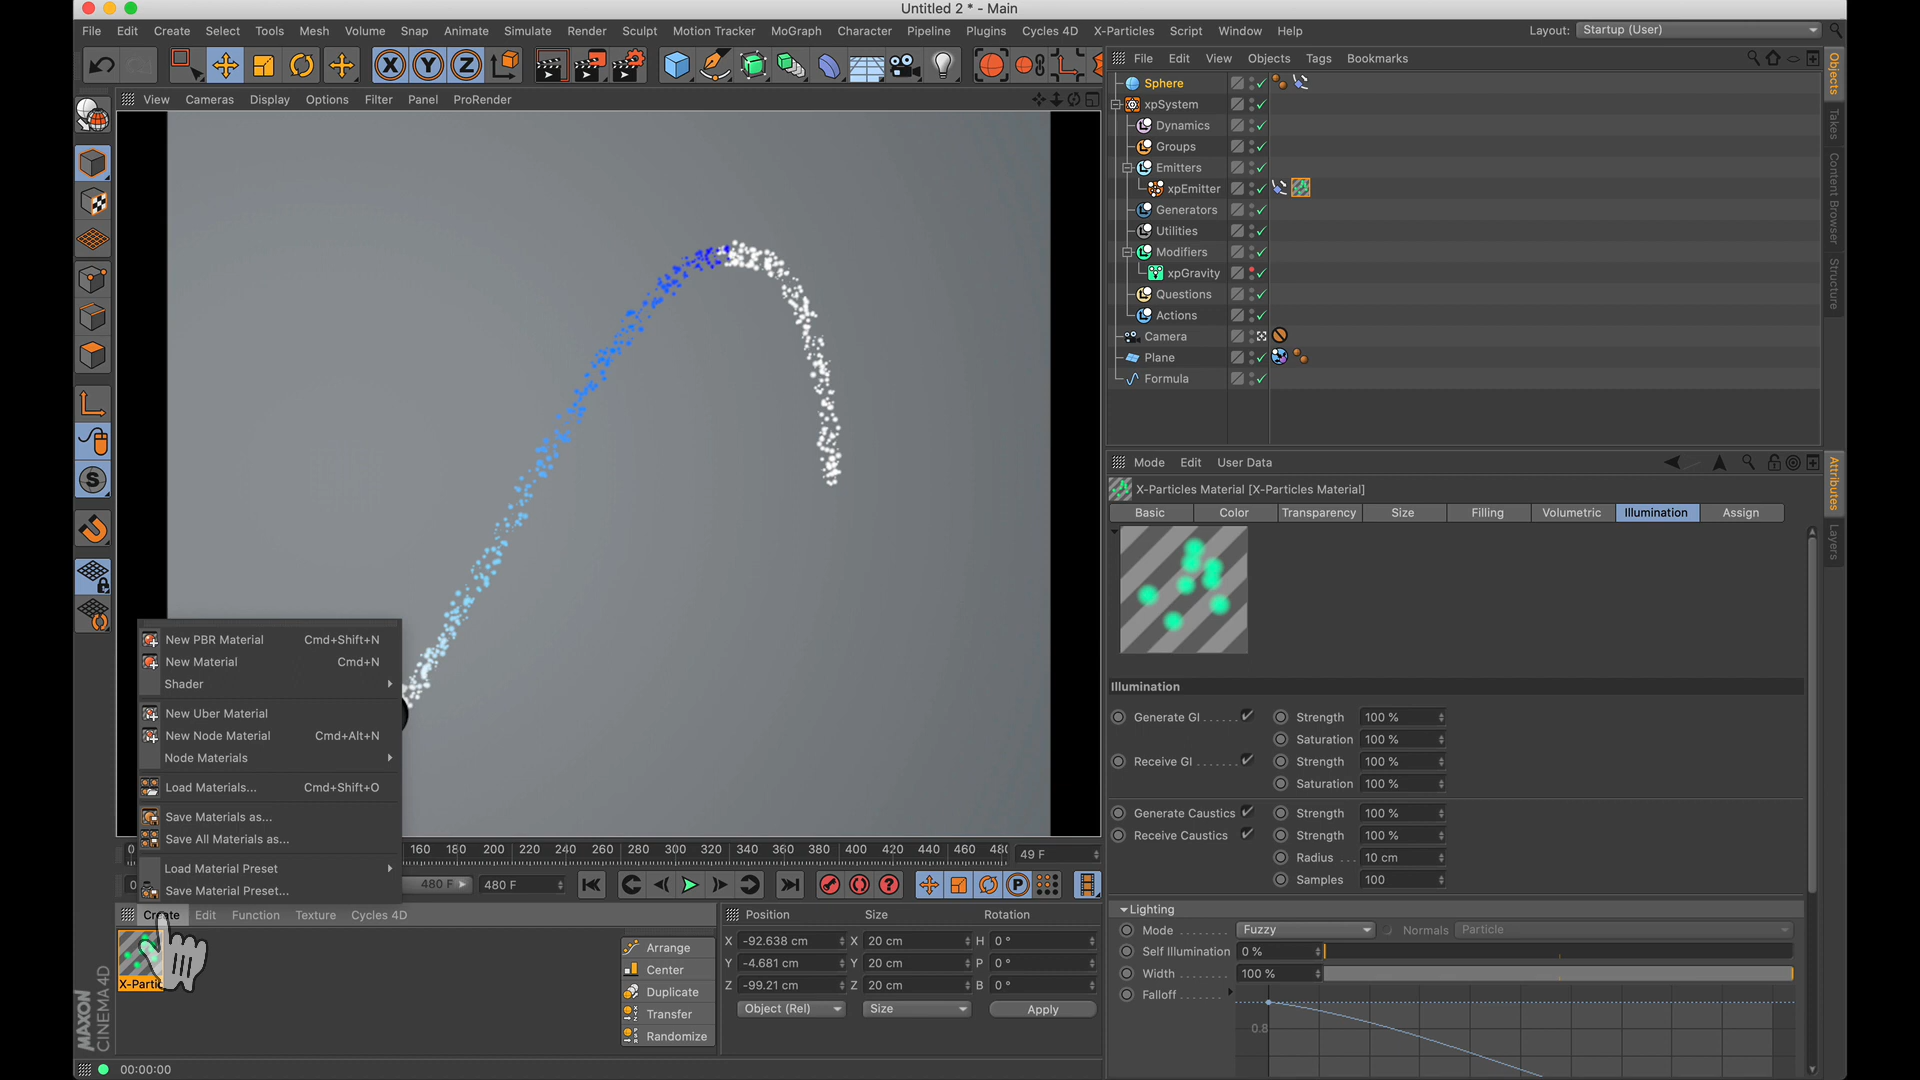 Untitled 2 * - Main
File Edit Create Select Tools Mesh Volume Snap Animate Simulate Render Sculpt Motion Tracker MoGraph Character Pipeline Plugins Cycles 4D X-Particles Script Window Help Layout: Startup (User)
X Y Z
View Cameras Display Options Filter Panel ProRender
File Edit View Objects Tags Bookmarks
Sphere
xpSystem
Dynamics
Groups
Emitters
xpEmitter
Generators
Utilities
Modifiers
xpGravity
Questions
Actions
Camera
Plane
Formula
Objects
Takes
Content Browser
Structure
Mode Edit User Data
X-Particles Material [X-Particles Material]
Basic Color Transparency Size Filling Volumetric Illumination Assign
Attributes
Layers
Illumination
Generate GI Strength 100 %
Saturation 100 %
Receive GI Strength 100 %
Saturation 100 %
Generate Caustics Strength 100 %
Receive Caustics Strength 100 %
Radius 10 cm
Samples 100
Lighting
Mode Fuzzy Normals Particle
Self Illumination 0 %
Width 100 %
Falloff
0.8
New PBR Material Cmd+Shift+N
New Material Cmd+N
Shader
New Uber Material
New Node Material Cmd+Alt+N
Node Materials
Load Materials... Cmd+Shift+O
Save Materials as...
Save All Materials as...
Load Material Preset
Save Material Preset...
160 180 200 220 240 260 280 300 320 340 360 380 400 420 440 460 49 F
480 F 480 F
Create Edit Function Texture Cycles 4D
Arrange
Center
Duplicate
Transfer
Randomize
Position Size Rotation
X -92.638 cm X 20 cm H 0 °
Y -4.681 cm Y 20 cm P 0 °
Z -99.21 cm Z 20 cm B 0 °
Object (Rel) Size Apply
MAXON
CINEMA 4D
00:00:00